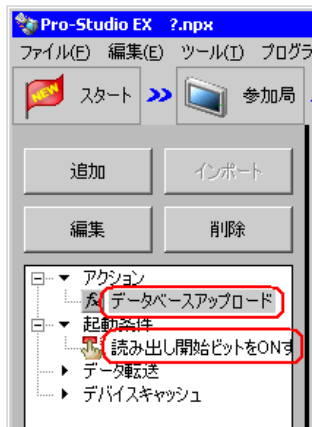 Pro-Studio EX ?.npx
ファイル(F) 編集(E) ツール(T) プログラ
NEW スタート 参加局
追加 インポート
編集 削除
アクション
fx データベースアップロード
起動条件
読み出し開始ビットをONす
データ転送
デバイスキャッシュ